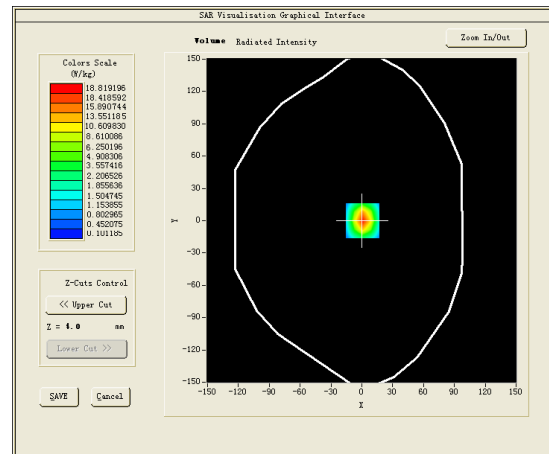 SAR Visualisation Graphical Interface
Volume Radiated Intensity
Zoom In/Out
Colors Scale
(W/kg)
18.819196
18.418592
15.890744
13.551185
10.609830
8.610086
6.250196
4.908306
3.557416
2.206526
1.855636
1.504745
1.153855
0.802965
0.452075
0.101185
Z-Cuts Control
<< Upper Cut
Z = 4.0 mm
Lower Cut >>
SAVE
Cancel
150
120
90
60
30
0
-30
-60
-90
-120
-150
Y
-150 -120 -90 -60 -30 0 30 60 90 120 150
X